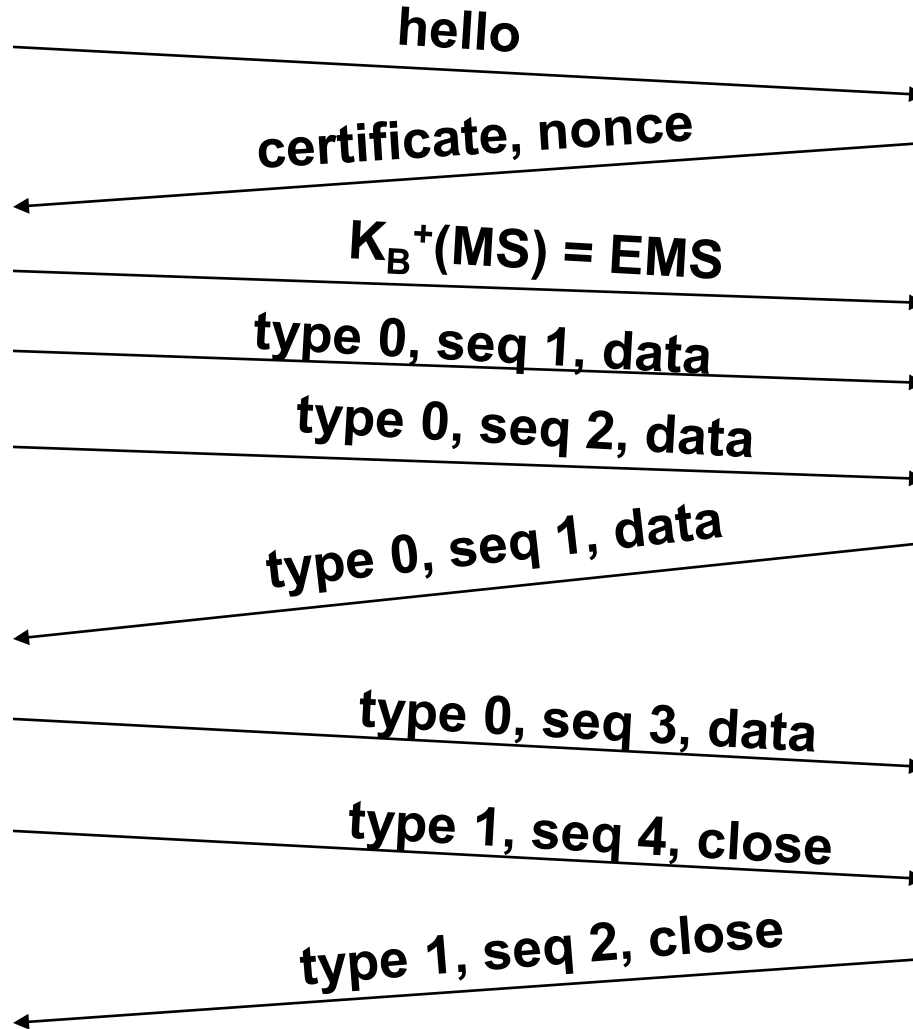 hello
certificate, nonce
K_B^+(MS) = EMS
type 0, seq 1, data
type 0, seq 2, data
type 0, seq 1, data
type 0, seq 3, data
type 1, seq 4, close
type 1, seq 2, close